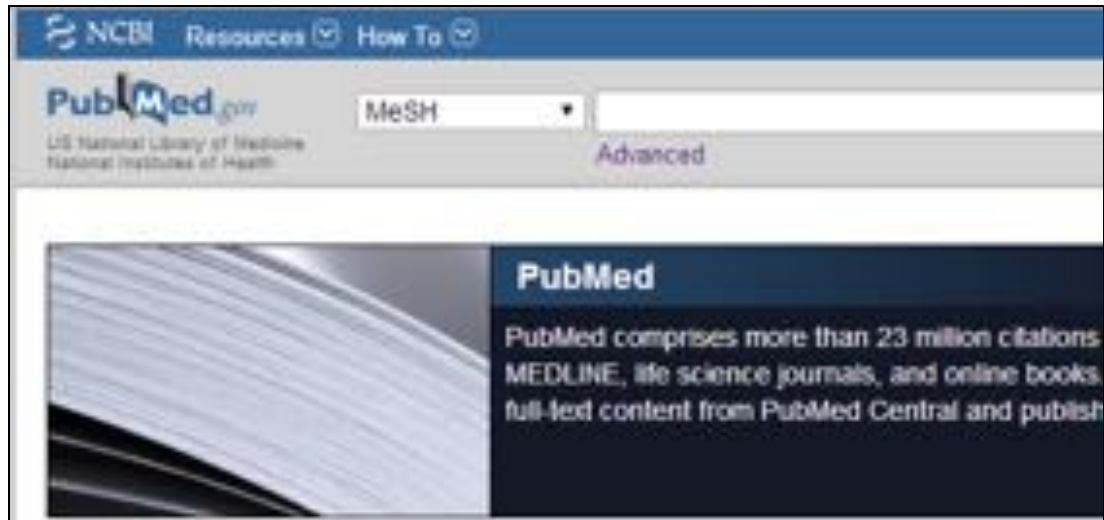 NCBI Resources How To
PubMed.gov
US National Library of Medicine
National Institutes of Health
MeSH
Advanced
PubMed
PubMed comprises more than 23 million citations
MEDLINE, life science journals, and online books.
full-text content from PubMed Central and publish